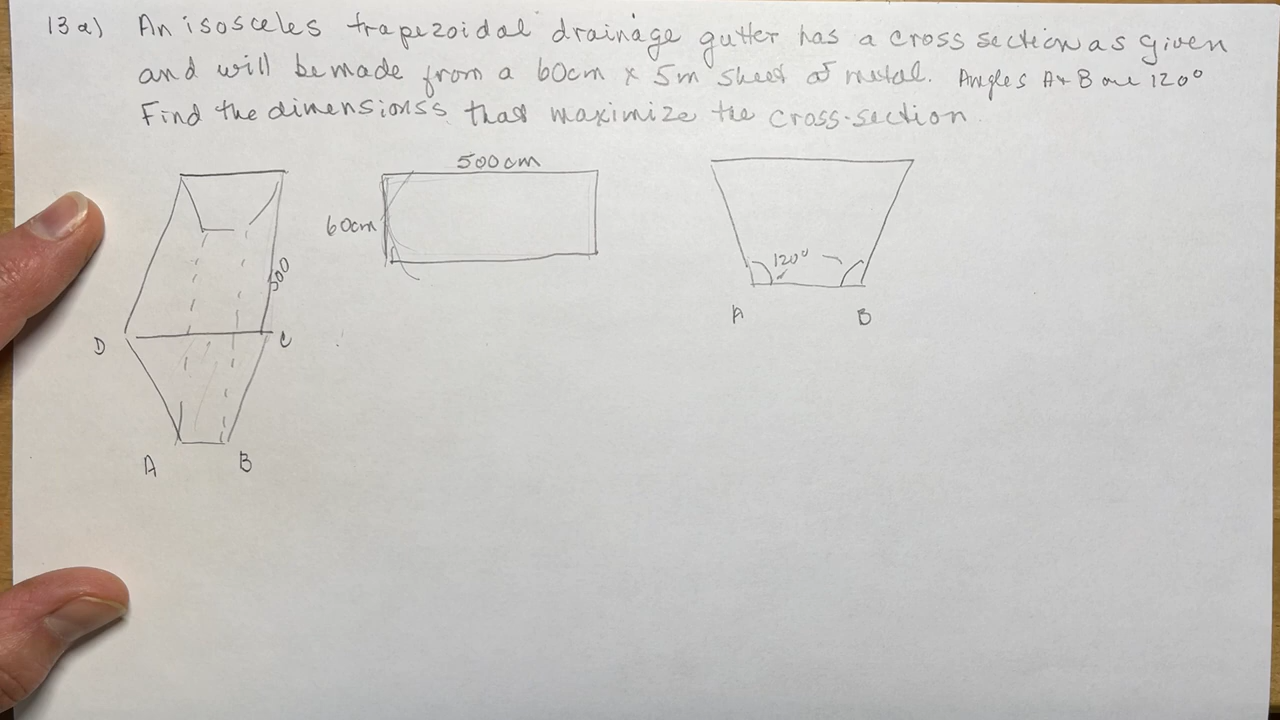 13 a) An isosceles trapezoidal drainage gutter has a cross section as given
and will be made from a 60cm x 5m sheet of metal. Angles A + B are 120°
Find the dimensionss that maximize the cross-section.
500cm
60cm
500
120°
A B
D C
A B